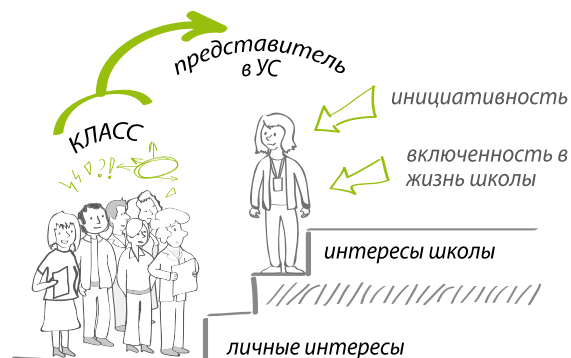 представитель
в УС
КЛАСС
!?!
инициативность
включенность в
жизнь школы
интересы школы
личные интересы